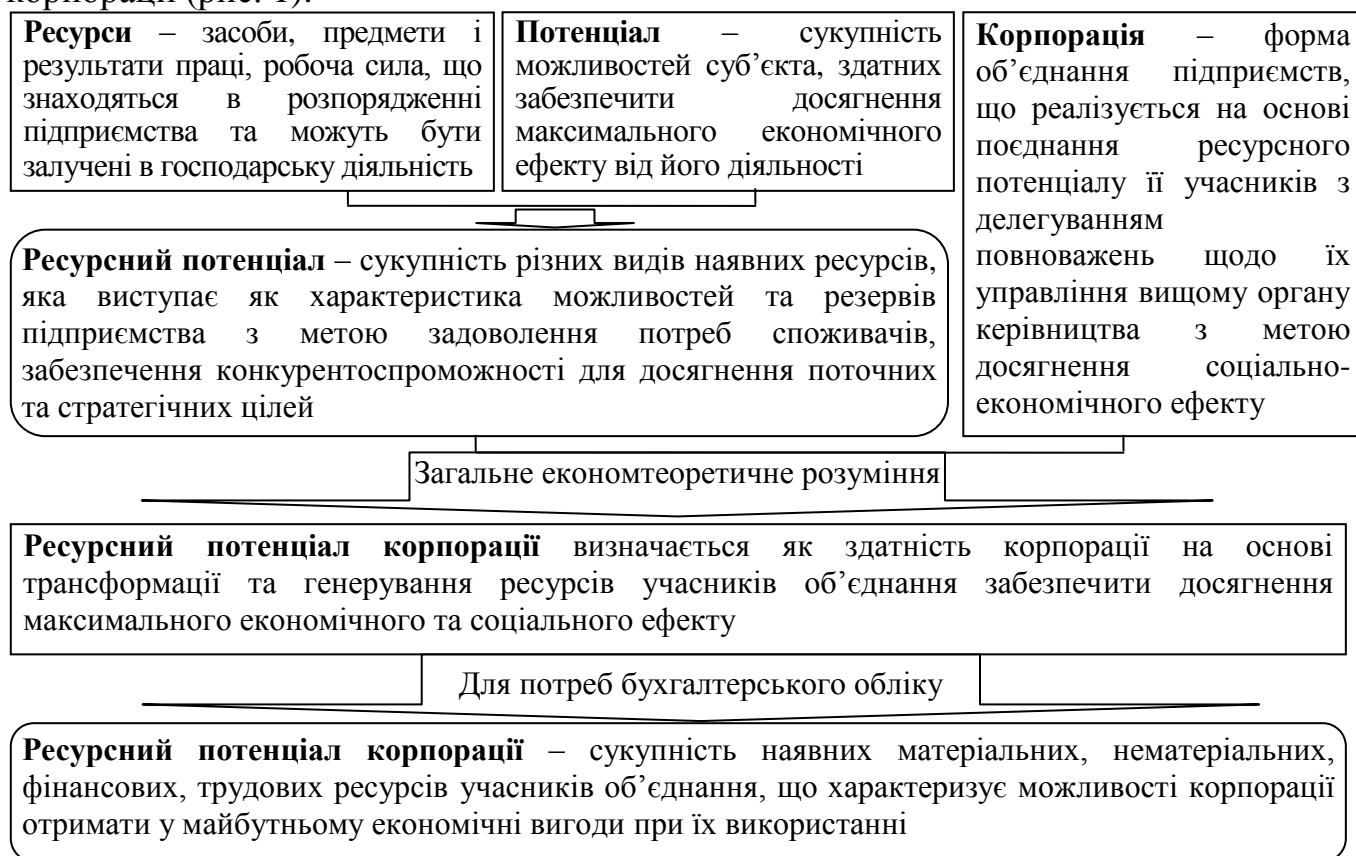 корпорації (рис. 1).
Ресурси – засоби, предмети і
результати праці, робоча сила, що
знаходяться в розпорядженні
підприємства та можуть бути
залучені в господарську діяльність
Потенціал – сукупність
можливостей суб’єкта, здатних
забезпечити досягнення
максимального економічного
ефекту від його діяльності
Корпорація – форма
об’єднання підприємств,
що реалізується на основі
поєднання ресурсного
потенціалу її учасників з
делегуванням
повноважень щодо їх
управління вищому органу
керівництва з метою
досягнення соціально-
економічного ефекту
Ресурсний потенціал – сукупність різних видів наявних ресурсів,
яка виступає як характеристика можливостей та резервів
підприємства з метою задоволення потреб споживачів,
забезпечення конкурентоспроможності для досягнення поточних
та стратегічних цілей
Загальне економтеоретичне розуміння
Ресурсний потенціал корпорації визначається як здатність корпорації на основі
трансформації та генерування ресурсів учасників об’єднання забезпечити досягнення
максимального економічного та соціального ефекту
Для потреб бухгалтерського обліку
Ресурсний потенціал корпорації – сукупність наявних матеріальних, нематеріальних,
фінансових, трудових ресурсів учасників об’єднання, що характеризує можливості корпорації
отримати у майбутньому економічні вигоди при їх використанні